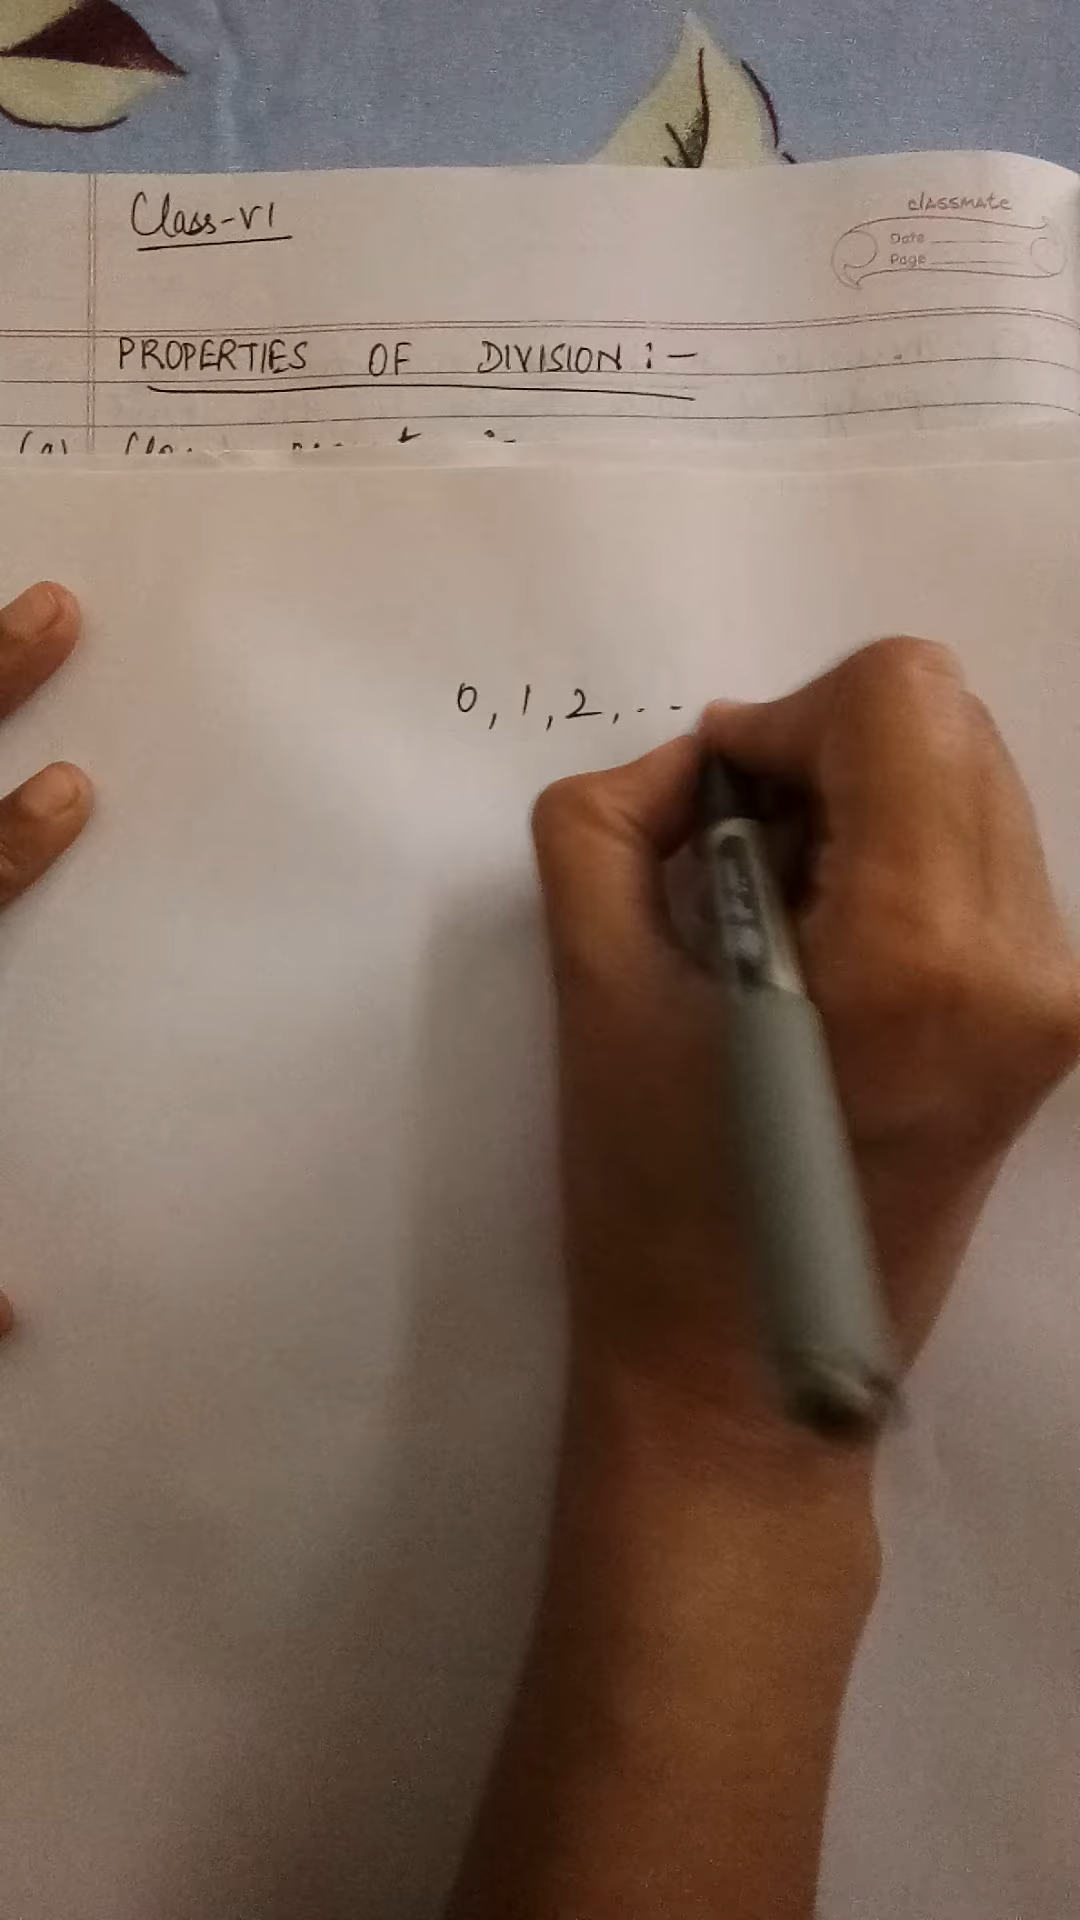 Class-VI
classmate
Date
Page
PROPERTIES OF DIVISION :-
0, 1, 2, . - -